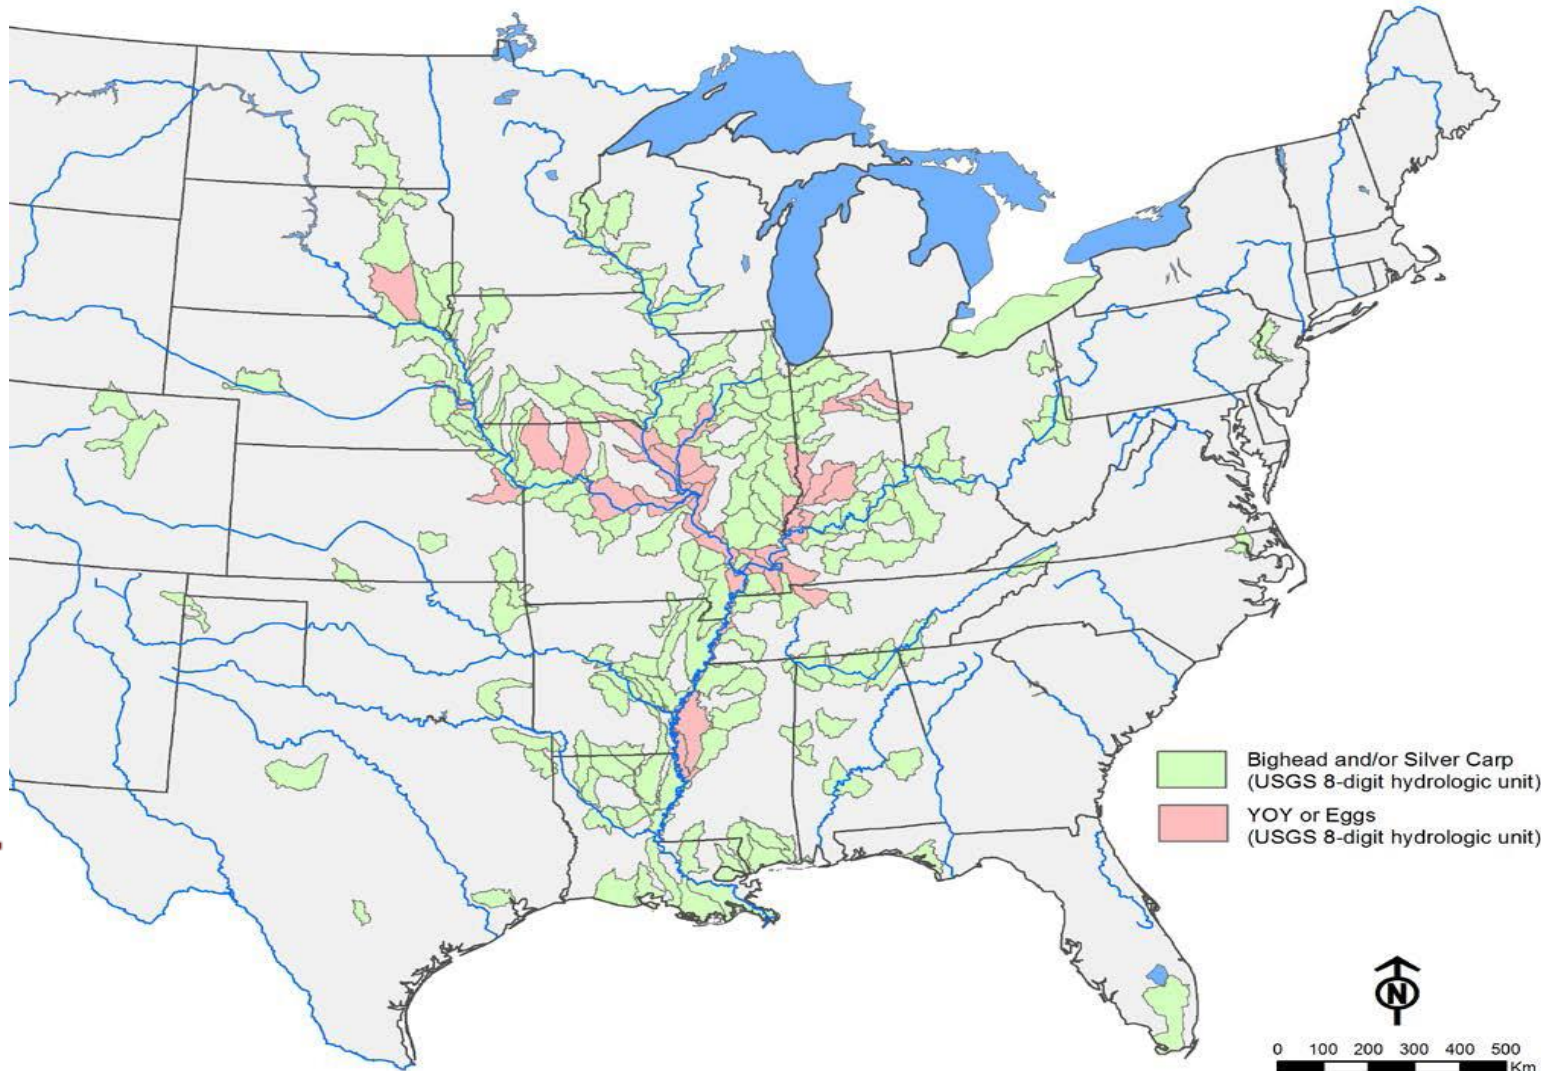 Bighead and/or Silver Carp
(USGS 8-digit hydrologic unit)
YOY or Eggs
(USGS 8-digit hydrologic unit)
N
0 100 200 300 400 500
Km